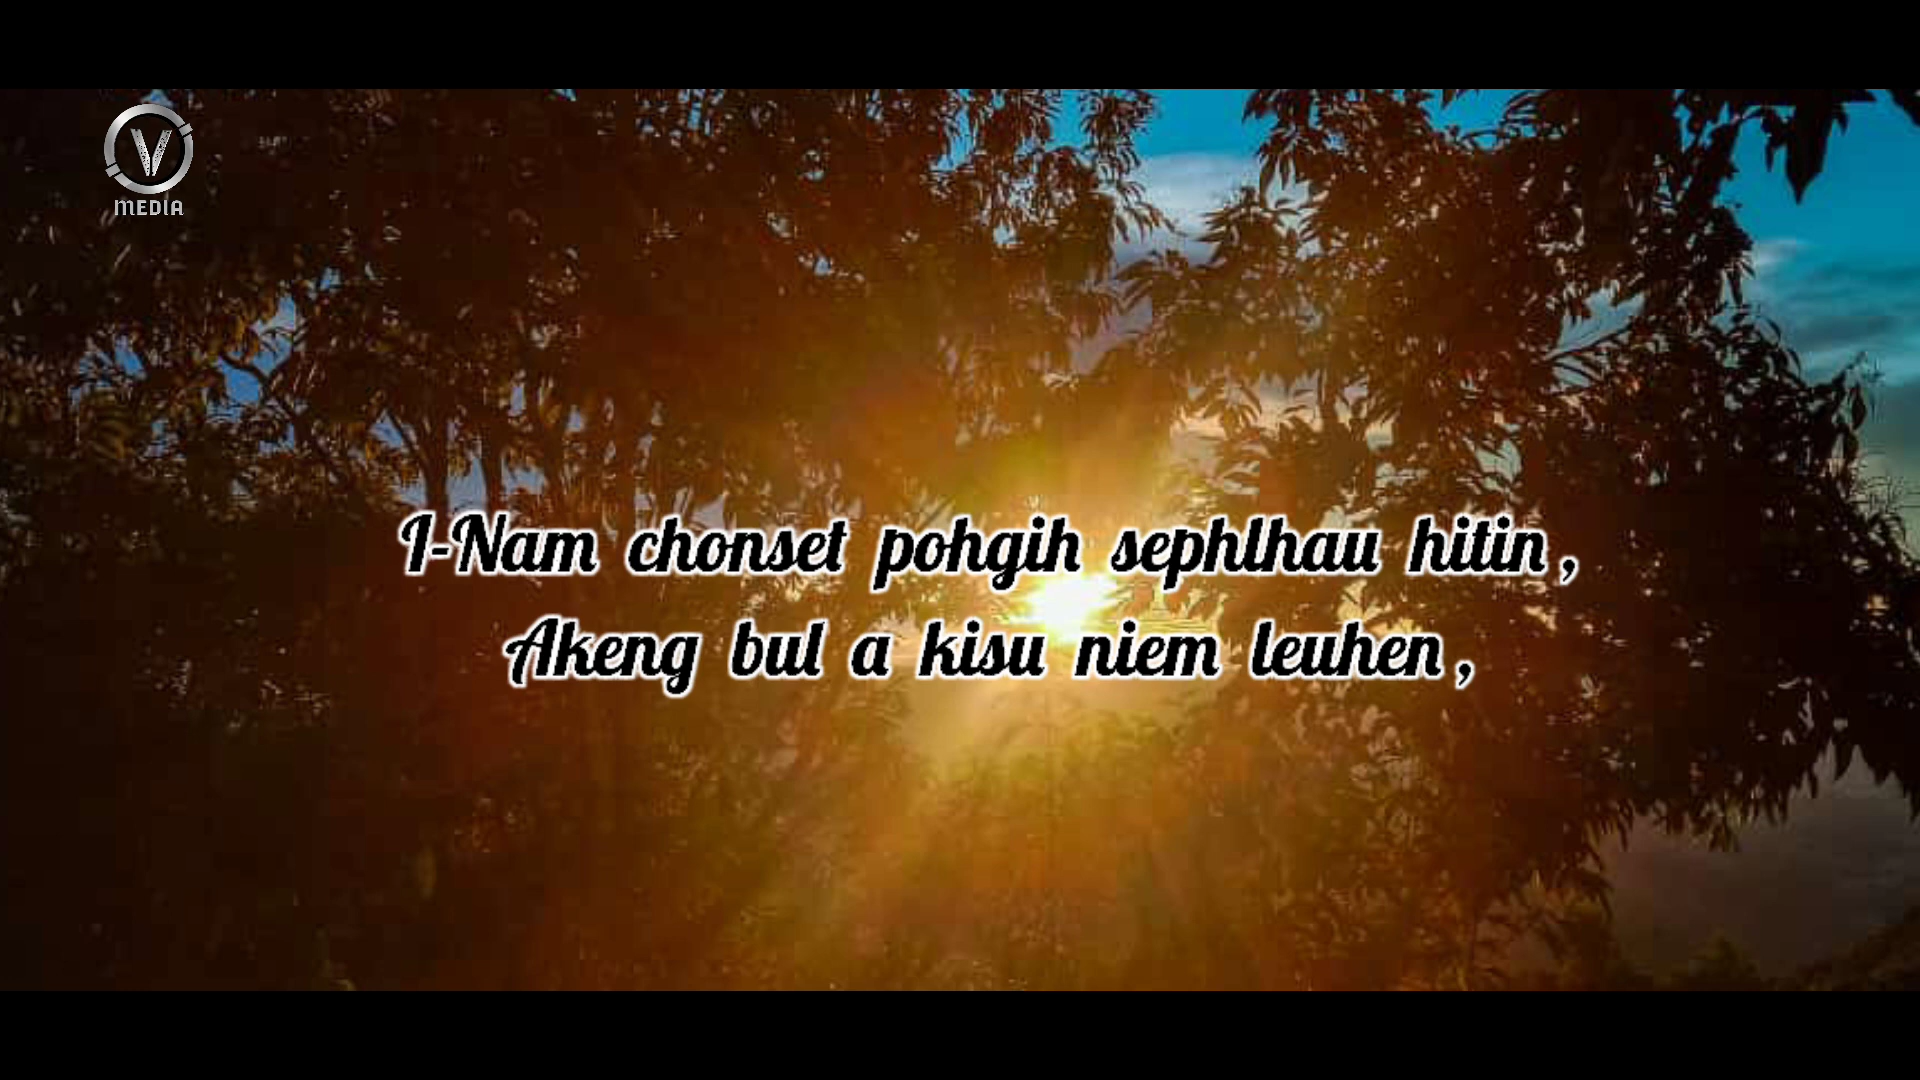 V
MEDIA
I-Nam chonset pohgih sephlhau hitin,
Akeng bul a kisu niem leuhen,